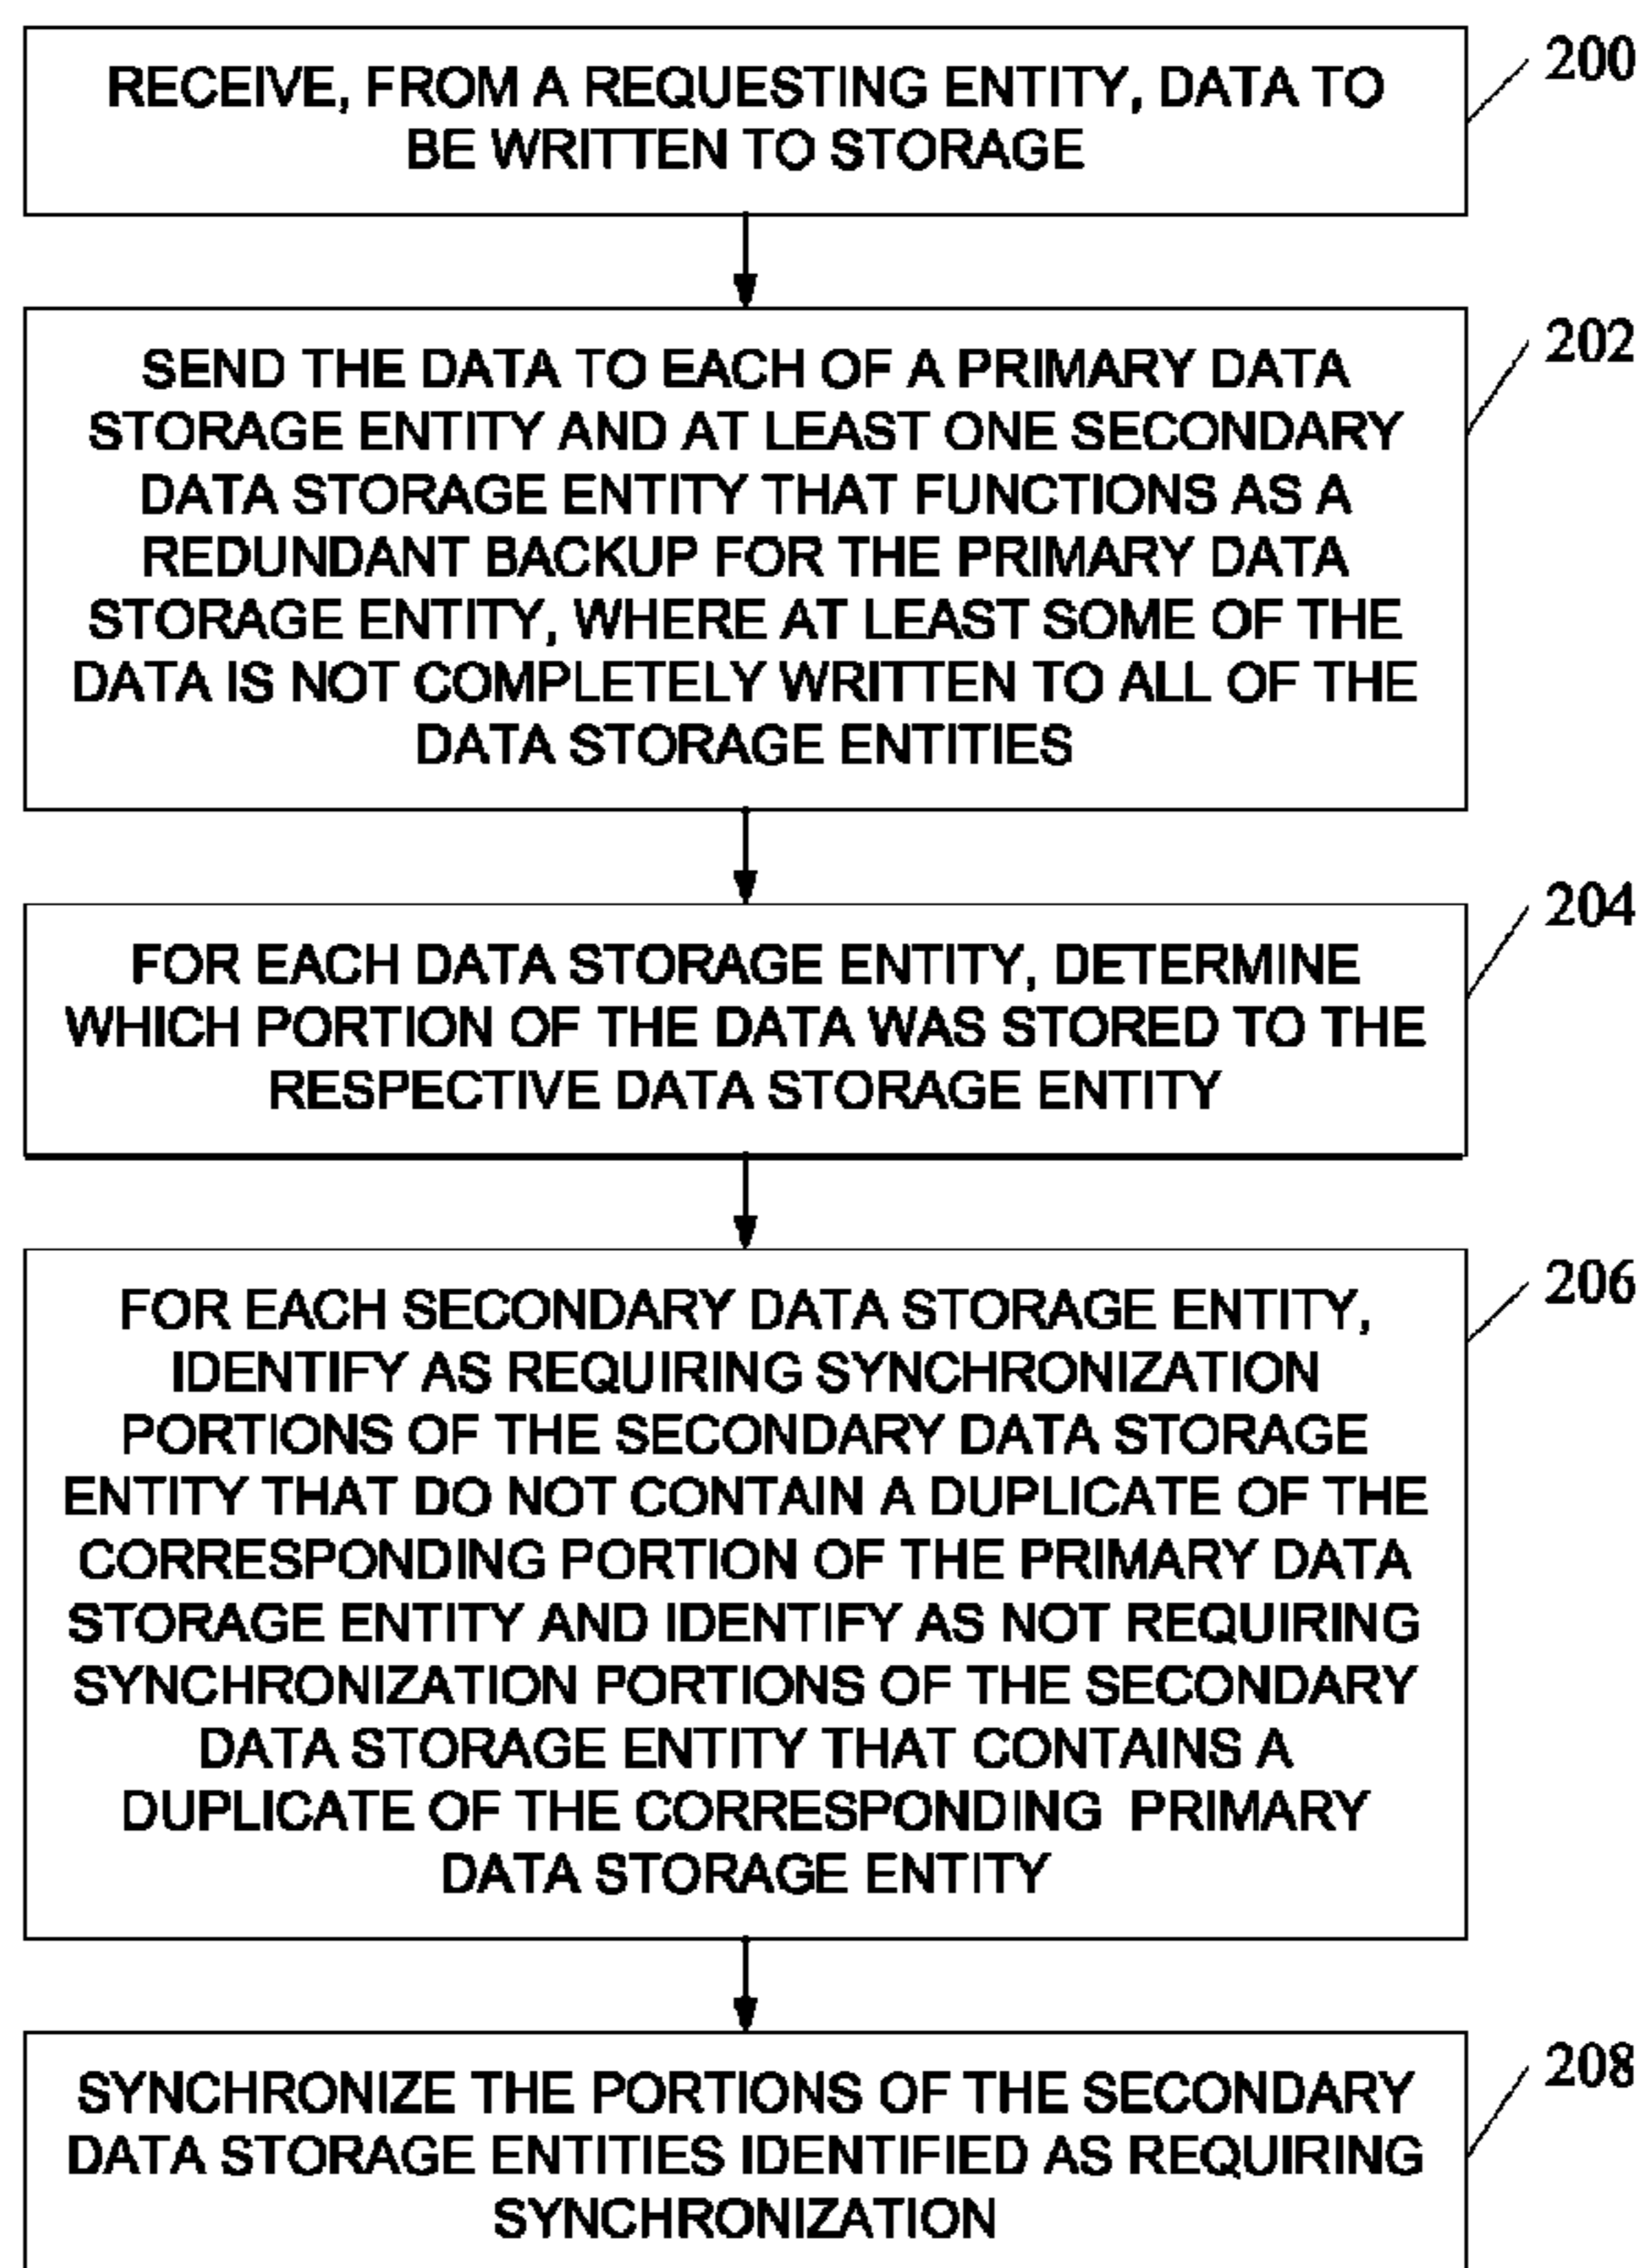 RECEIVE, FROM A REQUESTING ENTITY, DATA TO
BE WRITTEN TO STORAGE
200
SEND THE DATA TO EACH OF A PRIMARY DATA
STORAGE ENTITY AND AT LEAST ONE SECONDARY
DATA STORAGE ENTITY THAT FUNCTIONS AS A
REDUNDANT BACKUP FOR THE PRIMARY DATA
STORAGE ENTITY, WHERE AT LEAST SOME OF THE
DATA IS NOT COMPLETELY WRITTEN TO ALL OF THE
DATA STORAGE ENTITIES
202
FOR EACH DATA STORAGE ENTITY, DETERMINE
WHICH PORTION OF THE DATA WAS STORED TO THE
RESPECTIVE DATA STORAGE ENTITY
204
FOR EACH SECONDARY DATA STORAGE ENTITY,
IDENTIFY AS REQUIRING SYNCHRONIZATION
PORTIONS OF THE SECONDARY DATA STORAGE
ENTITY THAT DO NOT CONTAIN A DUPLICATE OF THE
CORRESPONDING PORTION OF THE PRIMARY DATA
STORAGE ENTITY AND IDENTIFY AS NOT REQUIRING
SYNCHRONIZATION PORTIONS OF THE SECONDARY
DATA STORAGE ENTITY THAT CONTAINS A
DUPLICATE OF THE CORRESPONDING PRIMARY
DATA STORAGE ENTITY
206
SYNCHRONIZE THE PORTIONS OF THE SECONDARY
DATA STORAGE ENTITIES IDENTIFIED AS REQUIRING
SYNCHRONIZATION
208